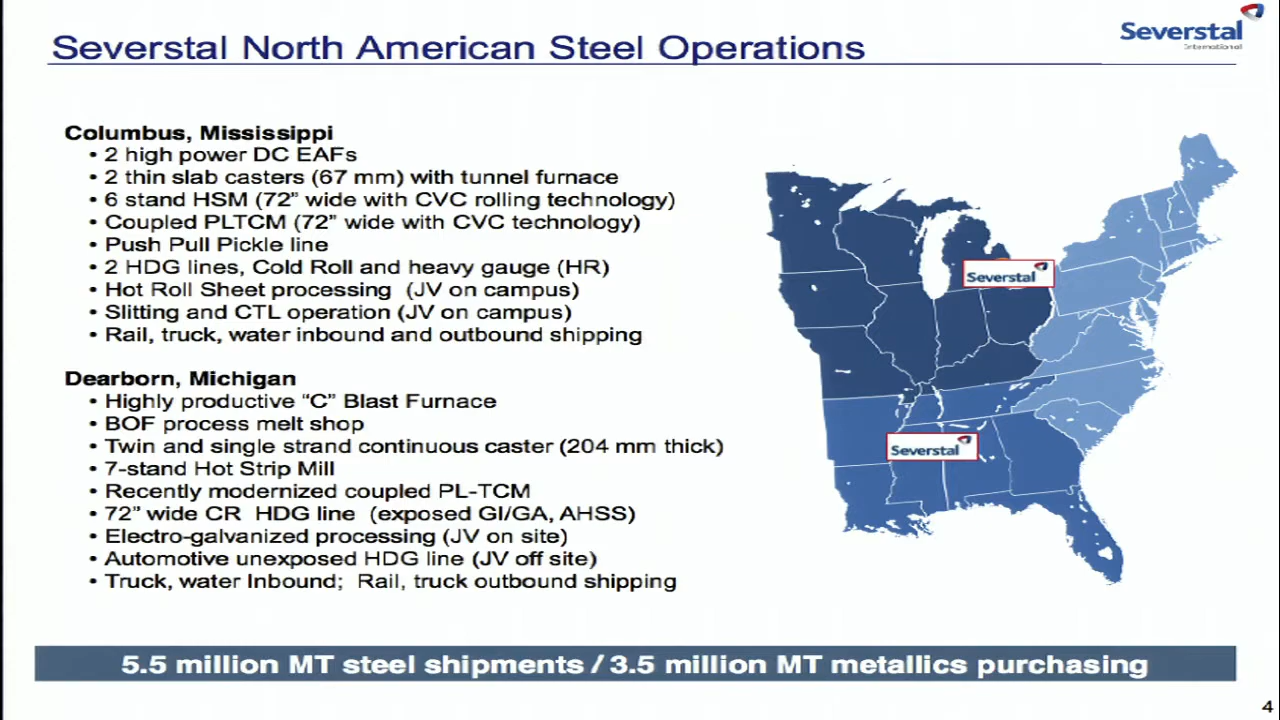 Severstal North American Steel Operations
Severstal
International
Columbus, Mississippi
• 2 high power DC EAFs
• 2 thin slab casters (67 mm) with tunnel furnace
• 6 stand HSM (72” wide with CVC rolling technology)
• Coupled PLTCM (72” wide with CVC technology)
• Push Pull Pickle line
• 2 HDG lines, Cold Roll and heavy gauge (HR)
• Hot Roll Sheet processing (JV on campus)
• Slitting and CTL operation (JV on campus)
• Rail, truck, water inbound and outbound shipping
Dearborn, Michigan
• Highly productive “C” Blast Furnace
• BOF process melt shop
• Twin and single strand continuous caster (204 mm thick)
• 7-stand Hot Strip Mill
• Recently modernized coupled PL-TCM
• 72” wide CR HDG line (exposed GI/GA, AHSS)
• Electro-galvanized processing (JV on site)
• Automotive unexposed HDG line (JV off site)
• Truck, water Inbound; Rail, truck outbound shipping
Severstal
Severstal
5.5 million MT steel shipments / 3.5 million MT metallics purchasing
4